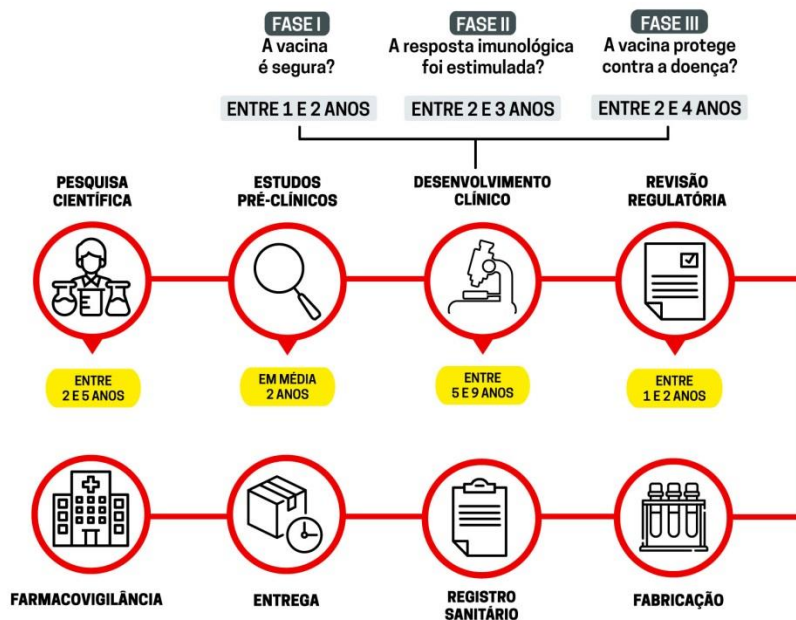 FASE I
A vacina
é segura?
ENTRE 1 E 2 ANOS
FASE II
A resposta imunológica
foi estimulada?
ENTRE 2 E 3 ANOS
FASE III
A vacina protege
contra a doença?
ENTRE 2 E 4 ANOS
PESQUISA
CIENTÍFICA
ENTRE
2 E 5 ANOS
ESTUDOS
PRÉ-CLÍNICOS
EM MÉDIA
2 ANOS
DESENVOLVIMENTO
CLÍNICO
ENTRE
5 E 9 ANOS
REVISÃO
REGULATÓRIA
ENTRE
1 E 2 ANOS
FARMACOVIGILÂNCIA
ENTREGA
REGISTRO
SANITÁRIO
FABRICAÇÃO